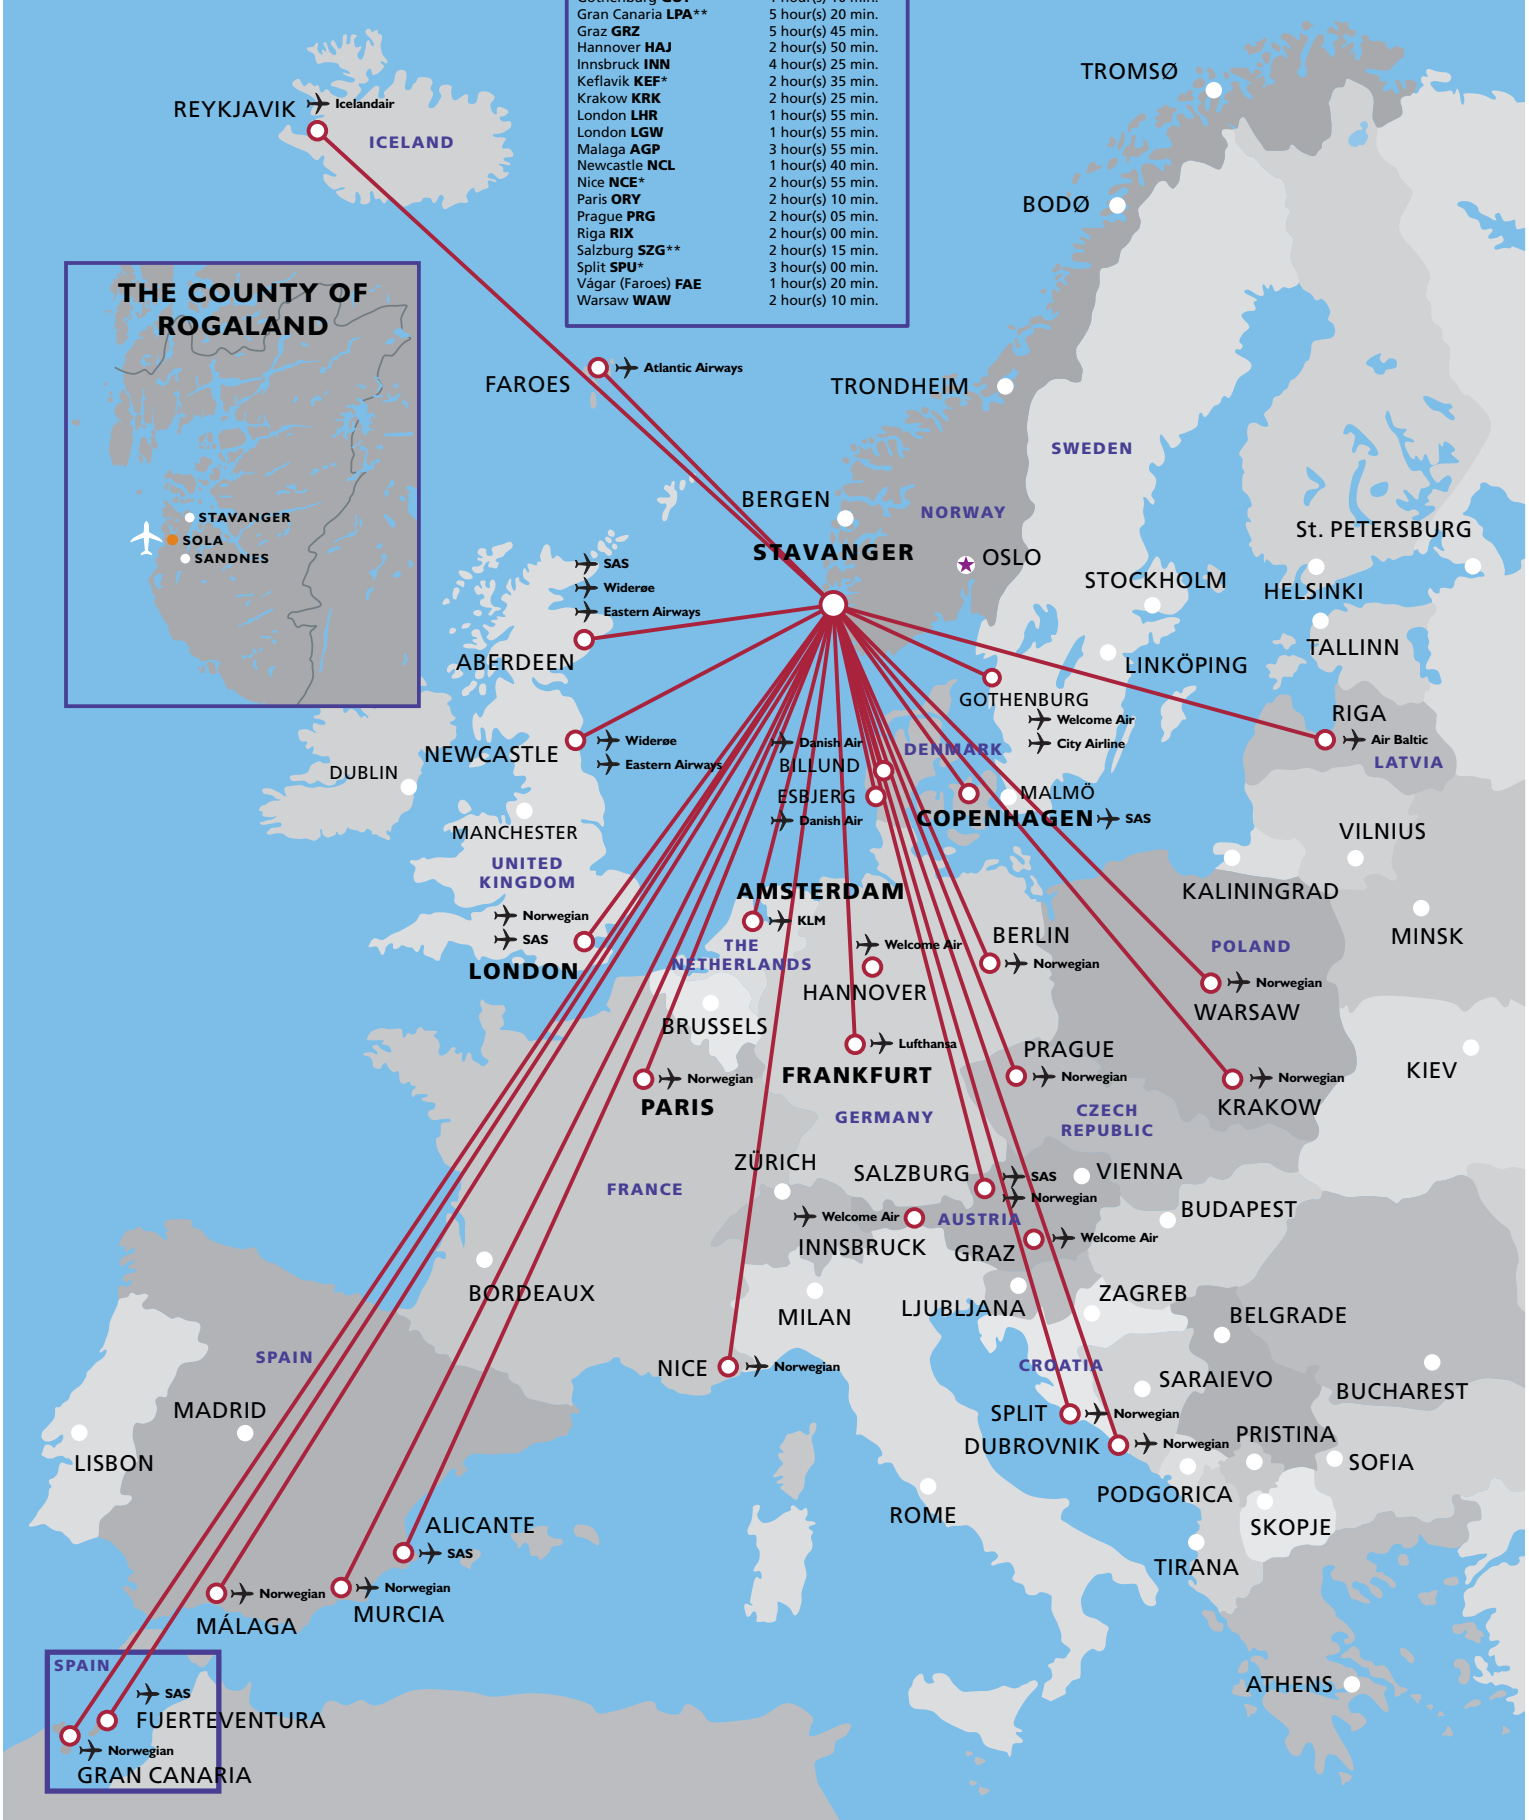 Gothenburg GOT 1 hour(s) 10 min.
Gran Canaria LPA** 5 hour(s) 20 min.
Graz GRZ 5 hour(s) 45 min.
Hannover HAJ 2 hour(s) 50 min.
Innsbruck INN 4 hour(s) 25 min.
Keflavik KEF* 2 hour(s) 35 min.
Krakow KRK 2 hour(s) 25 min.
London LHR 1 hour(s) 55 min.
London LGW 1 hour(s) 55 min.
Malaga AGP 3 hour(s) 55 min.
Newcastle NCL 1 hour(s) 40 min.
Nice NCE* 2 hour(s) 55 min.
Paris ORY 2 hour(s) 10 min.
Prague PRG 2 hour(s) 05 min.
Riga RIX 2 hour(s) 00 min.
Salzburg SZG** 2 hour(s) 15 min.
Split SPU* 3 hour(s) 00 min.
Vágar (Faroes) FAE 1 hour(s) 20 min.
Warsaw WAW 2 hour(s) 10 min.
TROMSØ
REYKJAVIK
Icelandair
ICELAND
BODØ
THE COUNTY OF
ROGALAND
STAVANGER
SOLA
SANDNES
FAROES
Atlantic Airways
TRONDHEIM
SWEDEN
BERGEN
NORWAY
STAVANGER
OSLO
St. PETERSBURG
STOCKHOLM
HELSINKI
TALLINN
SAS
Widerøe
Eastern Airways
ABERDEEN
LINKÖPING
GOTHENBURG
Welcome Air
City Airline
RIGA
Air Baltic
LATVIA
NEWCASTLE
Widerøe
Eastern Airways
Danish Air
BILLUND
DENMARK
DUBLIN
ESBJERG
Danish Air
MALMÖ
COPENHAGEN
SAS
MANCHESTER
VILNIUS
UNITED
KINGDOM
AMSTERDAM
KLM
KALININGRAD
Norwegian
SAS
LONDON
THE
NETHERLANDS
Welcome Air
HANNOVER
BERLIN
Norwegian
POLAND
MINSK
Norwegian
WARSAW
BRUSSELS
Lufthansa
FRANKFURT
PRAGUE
Norwegian
KIEV
Norwegian
PARIS
Norwegian
KRAKOW
GERMANY
CZECH
REPUBLIC
ZÜRICH
SALZBURG
SAS
Norwegian
VIENNA
FRANCE
Welcome Air
INNSBRUCK
AUSTRIA
BUDAPEST
GRAZ
Welcome Air
BORDEAUX
MILAN
LJUBLJANA
ZAGREB
BELGRADE
SPAIN
NICE
Norwegian
CROATIA
SARAIEVO
BUCHAREST
MADRID
SPLIT
Norwegian
DUBROVNIK
Norwegian
PRISTINA
LISBON
SOFIA
PODGORICA
ROME
SKOPJE
ALICANTE
SAS
TIRANA
Norwegian
MÁLAGA
Norwegian
MURCIA
SPAIN
SAS
FUERTEVENTURA
Norwegian
GRAN CANARIA
ATHENS